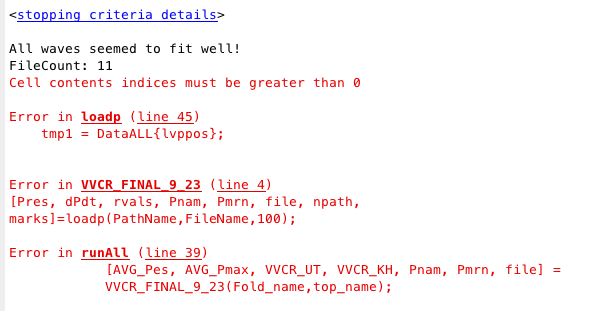 <stopping criteria details>
All waves seemed to fit well!
FileCount: 11
Cell contents indices must be greater than 0
Error in loadp (line 45)
tmp1 = DataALL{lvppos};
Error in VVCR_FINAL_9_23 (line 4)
[Pres, dPdt, rvals, Pnam, Pmrn, file, npath,
marks]=loadp(PathName,FileName,100);
Error in runAll (line 39)
[AVG_Pes, AVG_Pmax, VVCR_UT, VVCR_KH, Pnam, Pmrn, file] =
VVCR_FINAL_9_23(Fold_name,top_name);